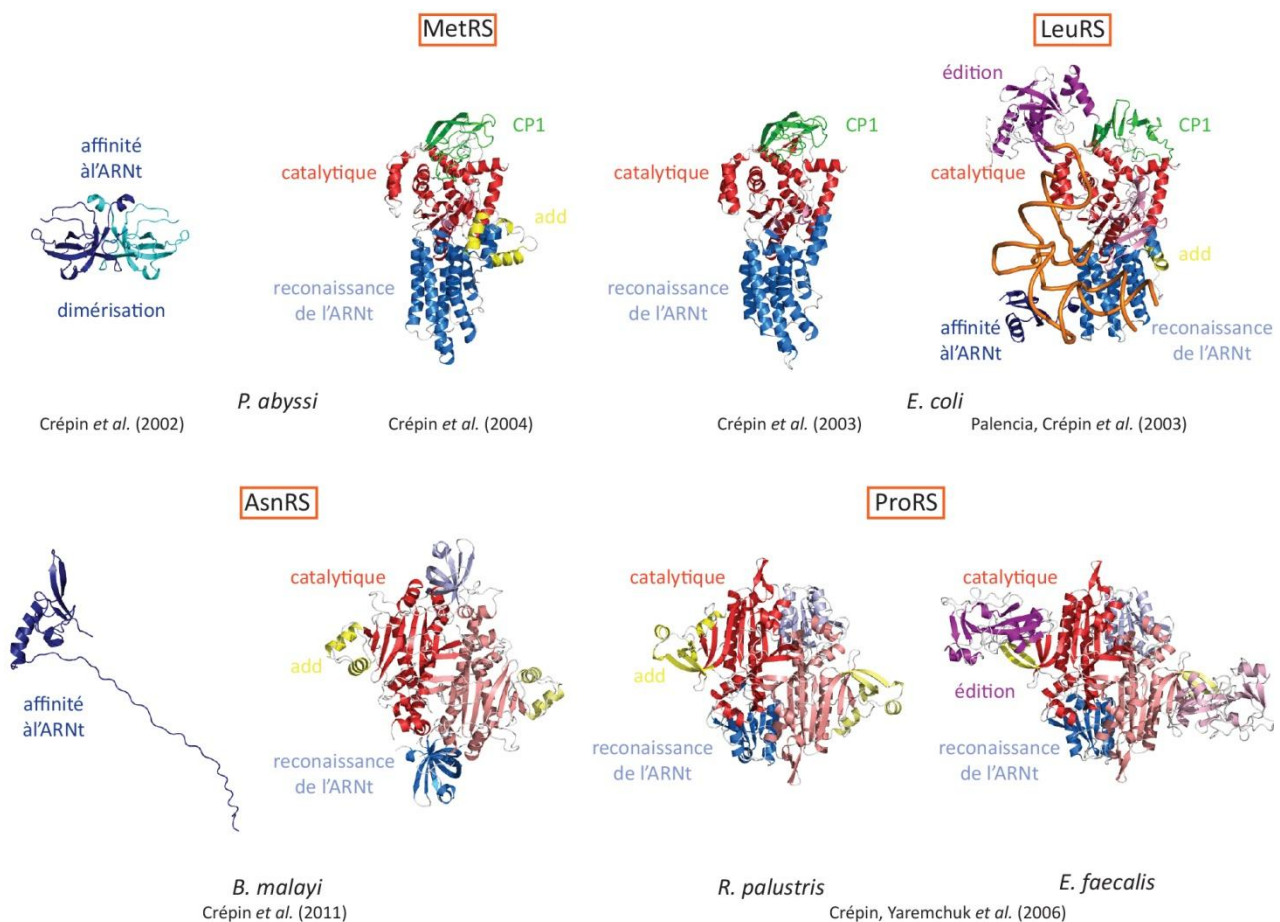 MetRS
LeuRS
affinité
àl'ARNt
dimérisation
CP1
catalytique
add
reconaissance
de l'ARNt
CP1
catalytique
reconaissance
de l'ARNt
édition
CP1
catalytique
add
affinité
àl'ARNt
reconaissance
de l'ARNt
P. abyssi
E. coli
Crépin et al. (2002)
Crépin et al. (2004)
Crépin et al. (2003)
Palencia, Crépin et al. (2003)
AsnRS
ProRS
affinité
àl'ARNt
catalytique
add
reconaissance
de l'ARNt
catalytique
add
reconaissance
de l'ARNt
catalytique
édition
reconaissance
de l'ARNt
B. malayi
Crépin et al. (2011)
R. palustris
E. faecalis
Crépin, Yaremchuk et al. (2006)